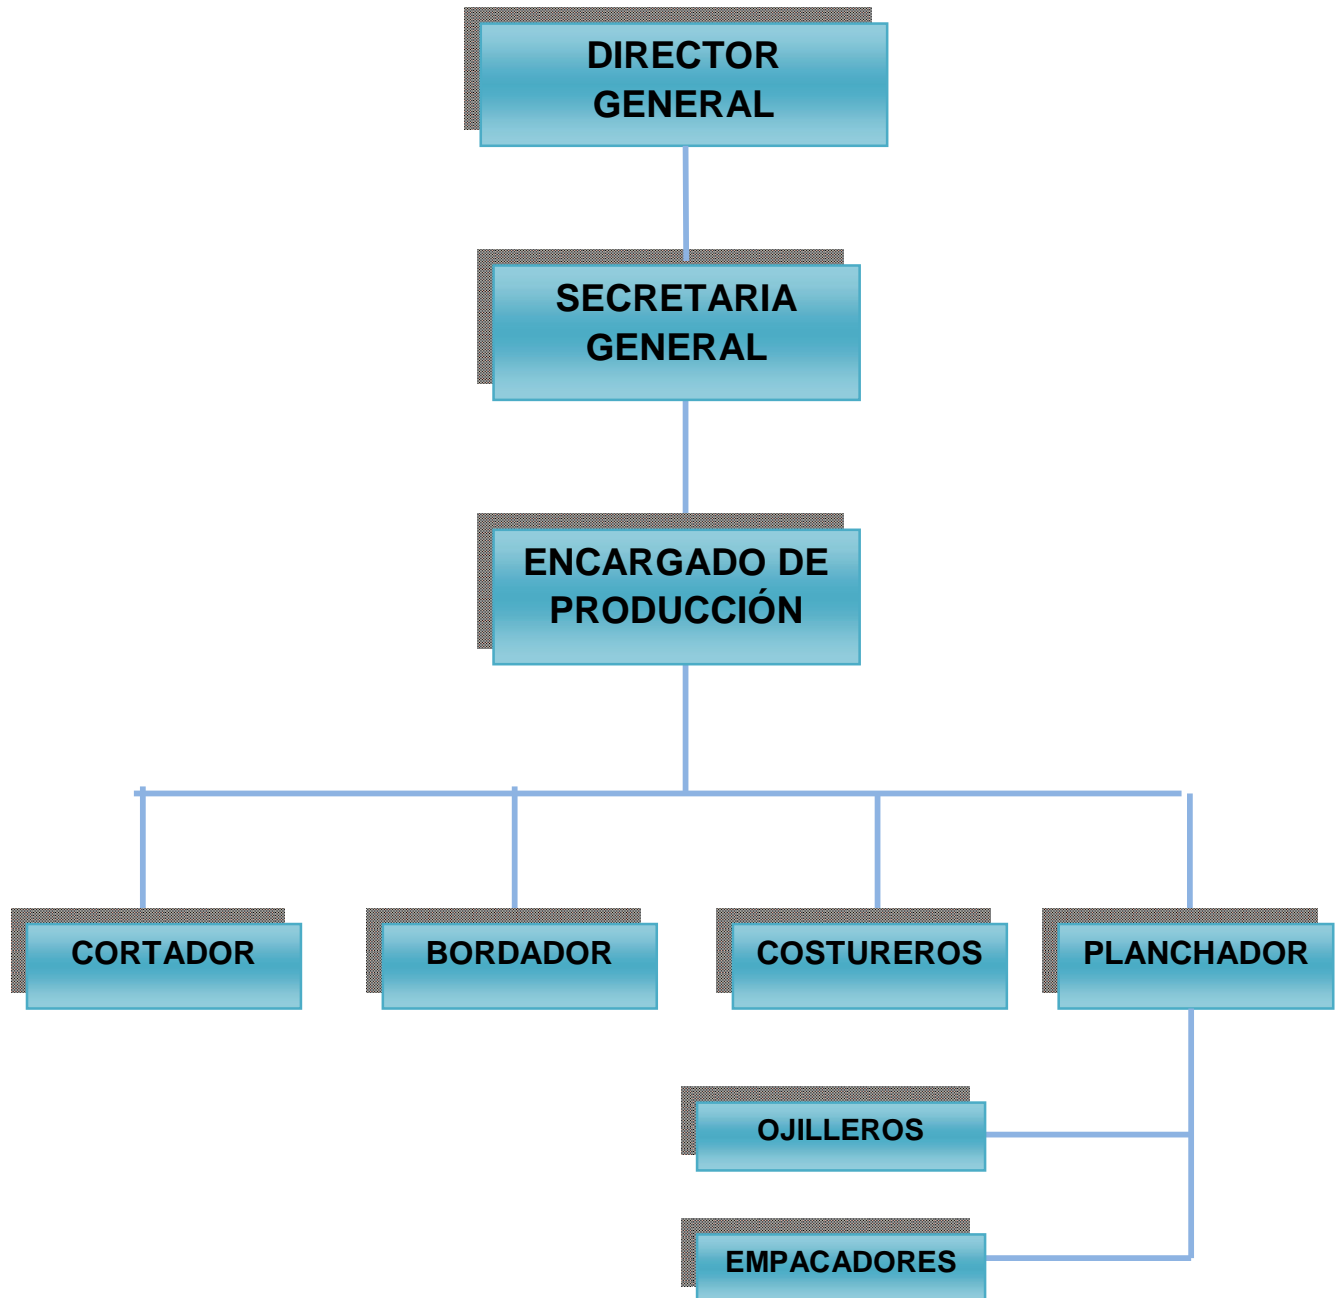 DIRECTOR
GENERAL
SECRETARIA
GENERAL
ENCARGADO DE
PRODUCCIÓN
CORTADOR
BORDADOR
COSTUREROS
PLANCHADOR
OJILLEROS
EMPACADORES